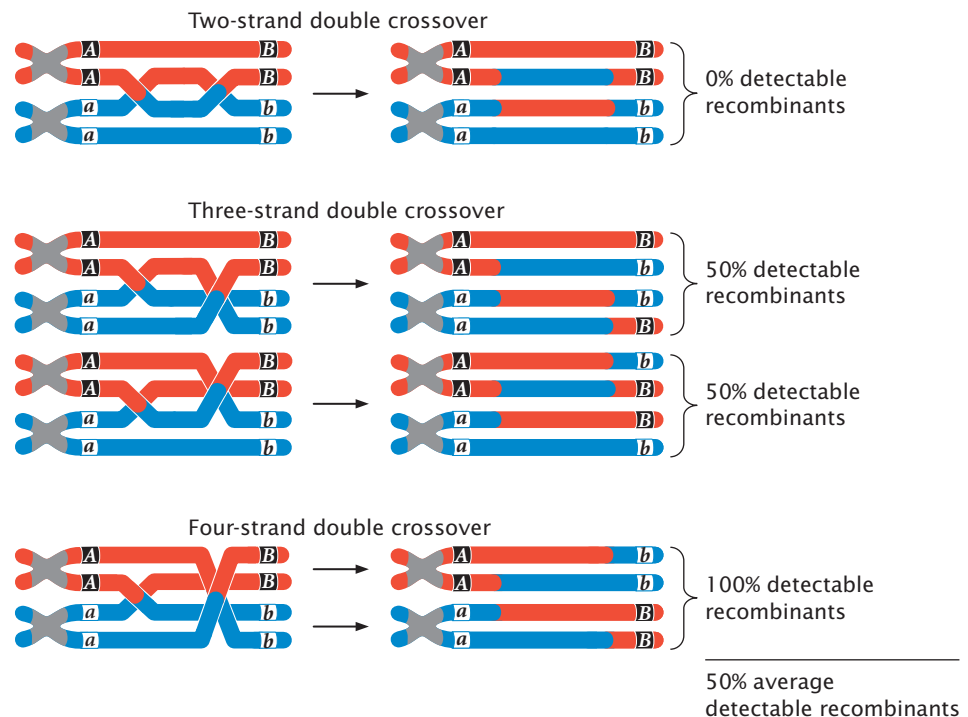 Two-strand double crossover
A B A B
A B A B
a b a b
a b a b
0% detectable
recombinants
Three-strand double crossover
A B A B
A B A b
a b a b
a b a B
50% detectable
recombinants
A B A b
A B A B
a b a B
a b a b
50% detectable
recombinants
Four-strand double crossover
A B A b
A B A b
a b a B
a b a B
100% detectable
recombinants
50% average
detectable recombinants